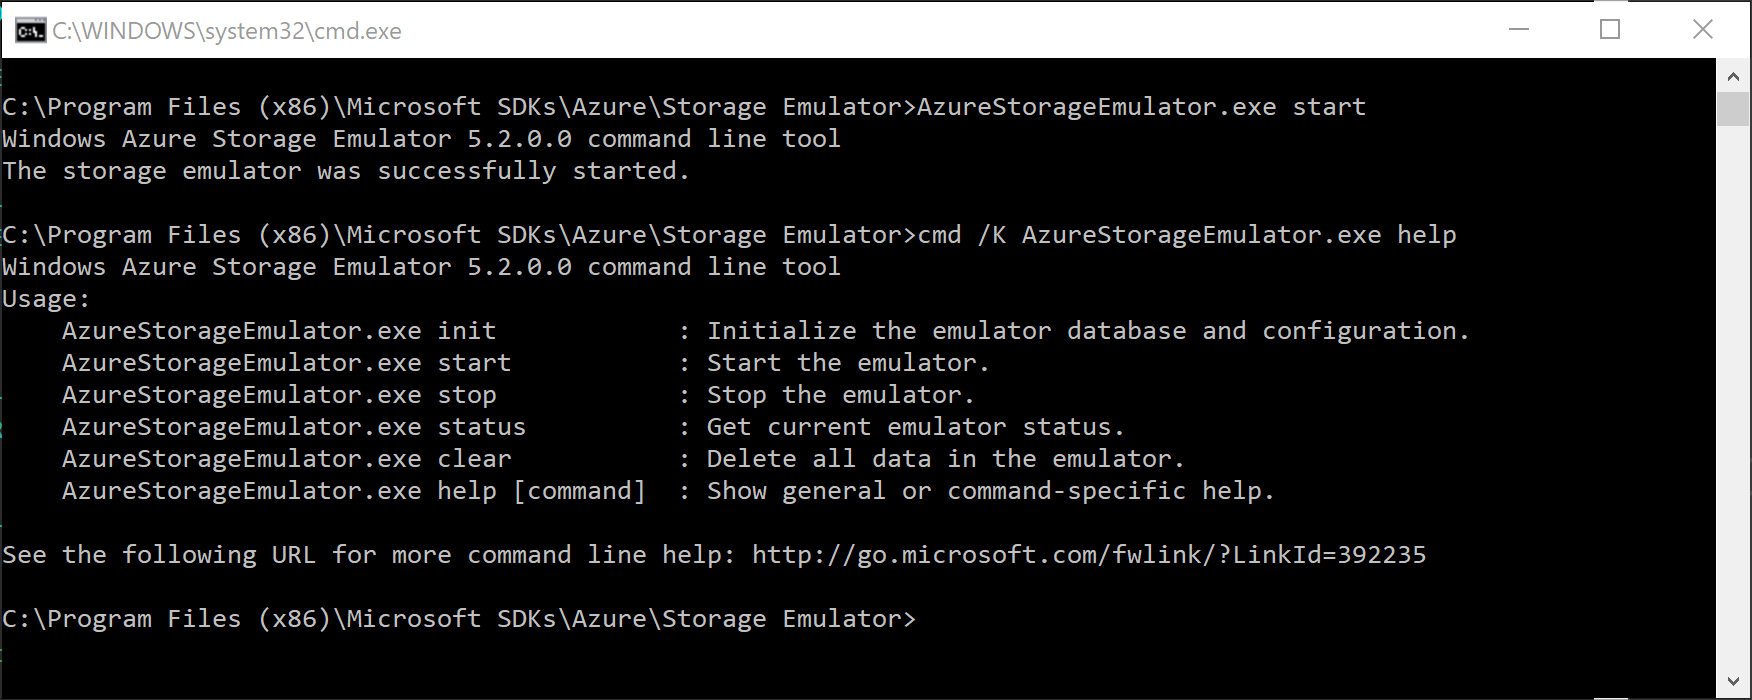 C:\WINDOWS\system32\cmd.exe
C:\Program Files (x86)\Microsoft SDKs\Azure\Storage Emulator>AzureStorageEmulator.exe start
Windows Azure Storage Emulator 5.2.0.0 command line tool
The storage emulator was successfully started.
C:\Program Files (x86)\Microsoft SDKs\Azure\Storage Emulator>cmd /K AzureStorageEmulator.exe help
Windows Azure Storage Emulator 5.2.0.0 command line tool
Usage:
    AzureStorageEmulator.exe init            : Initialize the emulator database and configuration.
    AzureStorageEmulator.exe start           : Start the emulator.
    AzureStorageEmulator.exe stop            : Stop the emulator.
    AzureStorageEmulator.exe status          : Get current emulator status.
    AzureStorageEmulator.exe clear           : Delete all data in the emulator.
    AzureStorageEmulator.exe help [command]  : Show general or command-specific help.
See the following URL for more command line help: http://go.microsoft.com/fwlink/?LinkId=392235
C:\Program Files (x86)\Microsoft SDKs\Azure\Storage Emulator>